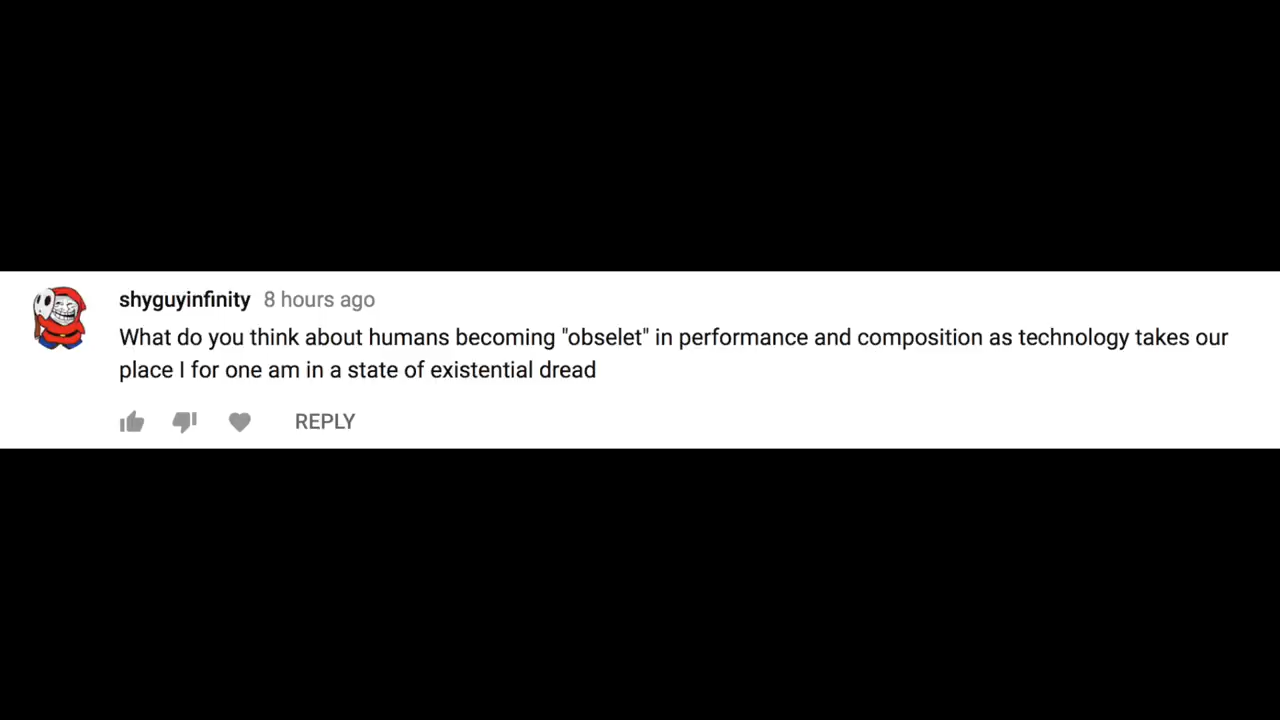 shyguyinfinity 8 hours ago
What do you think about humans becoming "obselet" in performance and composition as technology takes our
place I for one am in a state of existential dread
REPLY